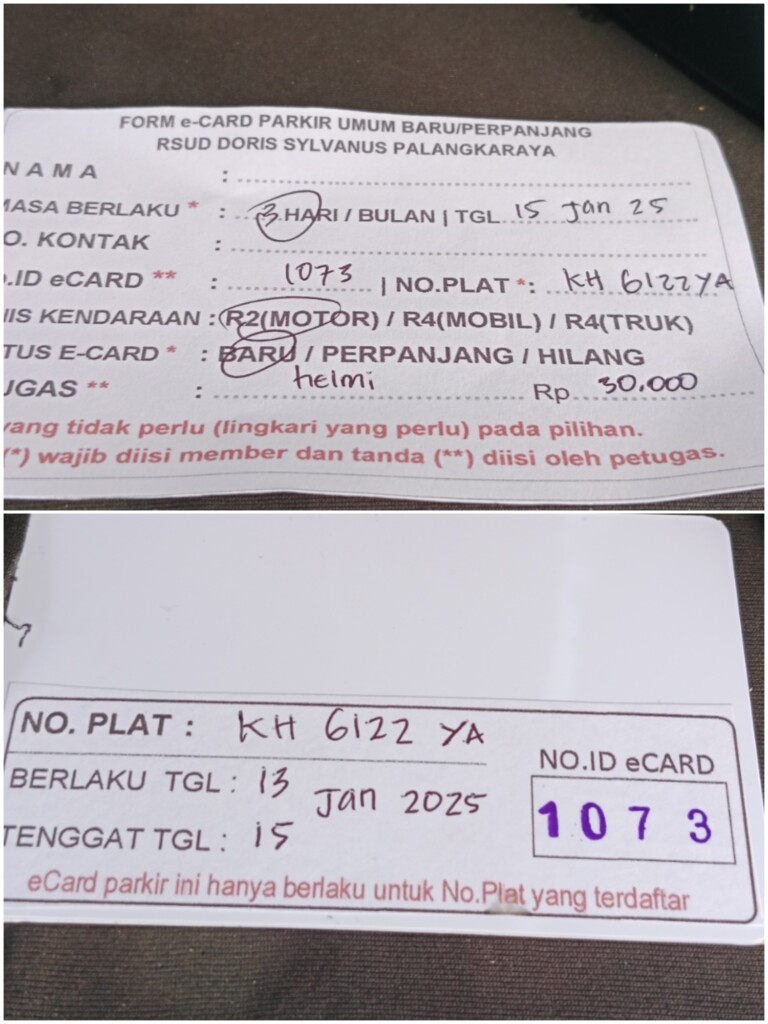 FORM e-CARD PARKIR UMUM BARU/PERPANJANG
RSUD DORIS SYLVANUS PALANGKARAYA
NAMA :
MASA BERLAKU * : 3 HARI / BULAN | TGL 15 Jan 25
O. KONTAK :
.ID eCARD ** : 1073 | NO.PLAT *: KH 6122 YA
IIS KENDARAAN : R2(MOTOR) / R4(MOBIL) / R4(TRUK)
TUS E-CARD * : BARU / PERPANJANG / HILANG
UGAS ** : helmi Rp 30.000
yang tidak perlu (lingkari yang perlu) pada pilihan.
(*) wajib diisi member dan tanda (**) diisi oleh petugas.
NO. PLAT : KH 6122 YA
BERLAKU TGL : 13 Jan 2025
TENGGAT TGL : 15
NO.ID eCARD
1073
eCard parkir ini hanya berlaku untuk No.Plat yang terdaftar